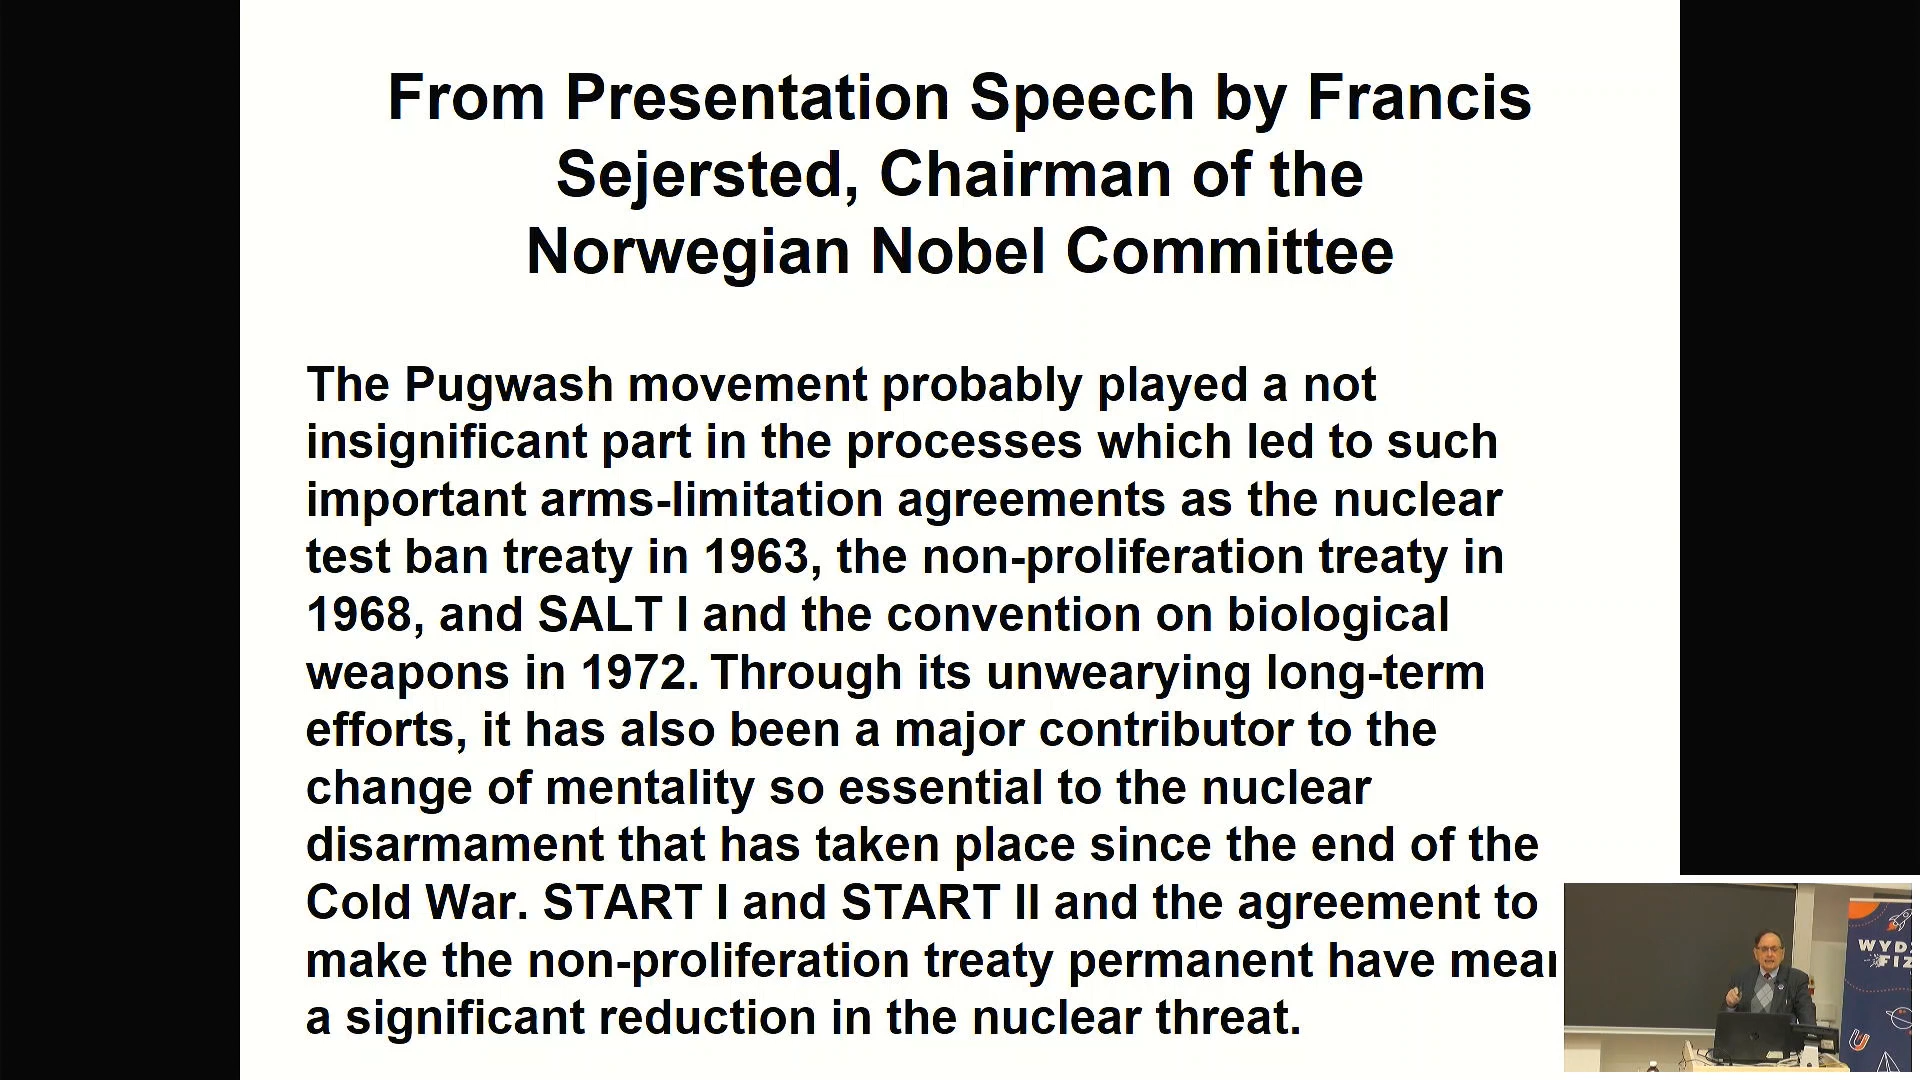 From Presentation Speech by Francis
Sejersted, Chairman of the
Norwegian Nobel Committee
The Pugwash movement probably played a not
insignificant part in the processes which led to such
important arms-limitation agreements as the nuclear
test ban treaty in 1963, the non-proliferation treaty in
1968, and SALT I and the convention on biological
weapons in 1972. Through its unwearying long-term
efforts, it has also been a major contributor to the
change of mentality so essential to the nuclear
disarmament that has taken place since the end of the
Cold War. START I and START II and the agreement to
make the non-proliferation treaty permanent have mean
a significant reduction in the nuclear threat.
WYDZ
FIZ